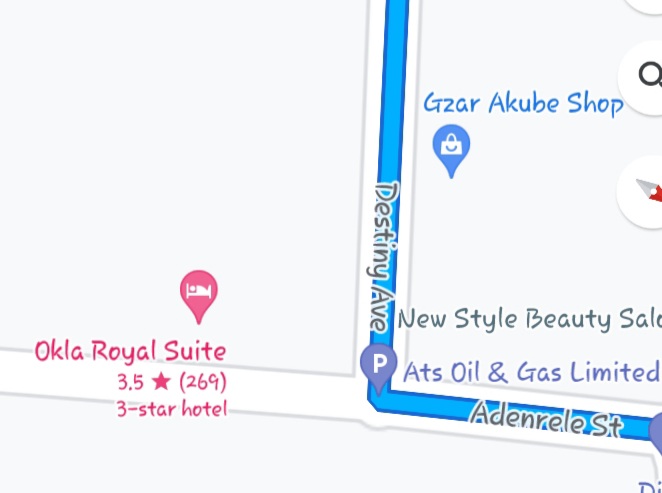 Gzar Akube Shop
Destiny Ave
New Style Beauty Salo
Okla Royal Suite
3.5 ★ (269)
3-star hotel
P
Ats Oil & Gas Limited
Adenrele St